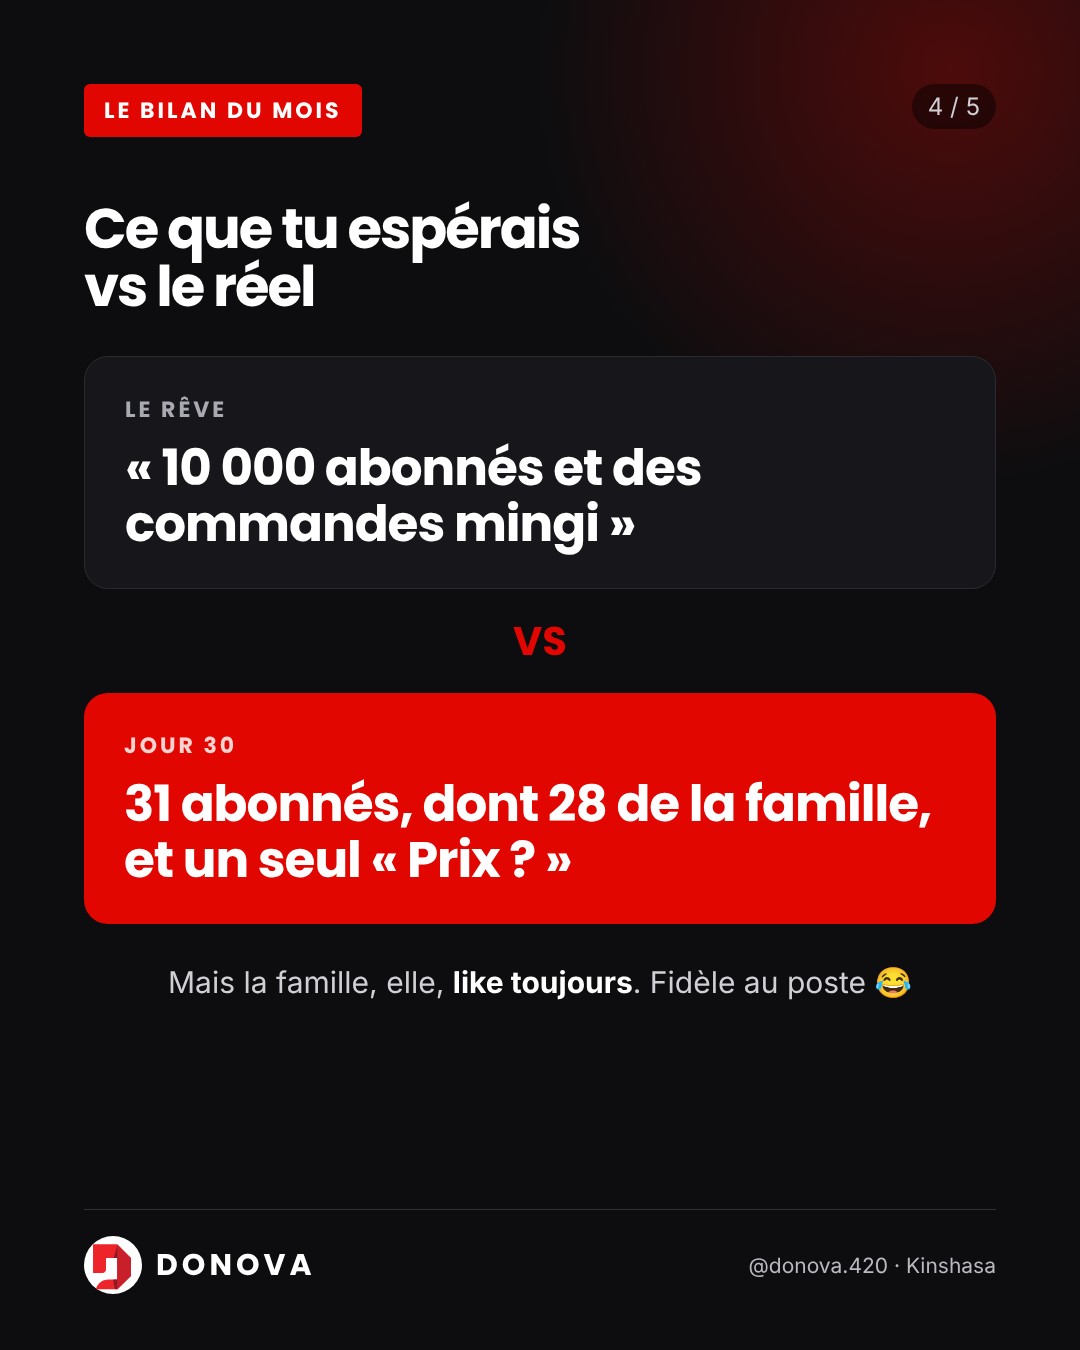 LE BILAN DU MOIS
4 / 5
Ce que tu espérais
vs le réel
LE RÊVE
« 10 000 abonnés et des
commandes mingi »
VS
JOUR 30
31 abonnés, dont 28 de la famille,
et un seul « Prix ? »
Mais la famille, elle, like toujours. Fidèle au poste 😂
DONOVA
@donova.420 · Kinshasa